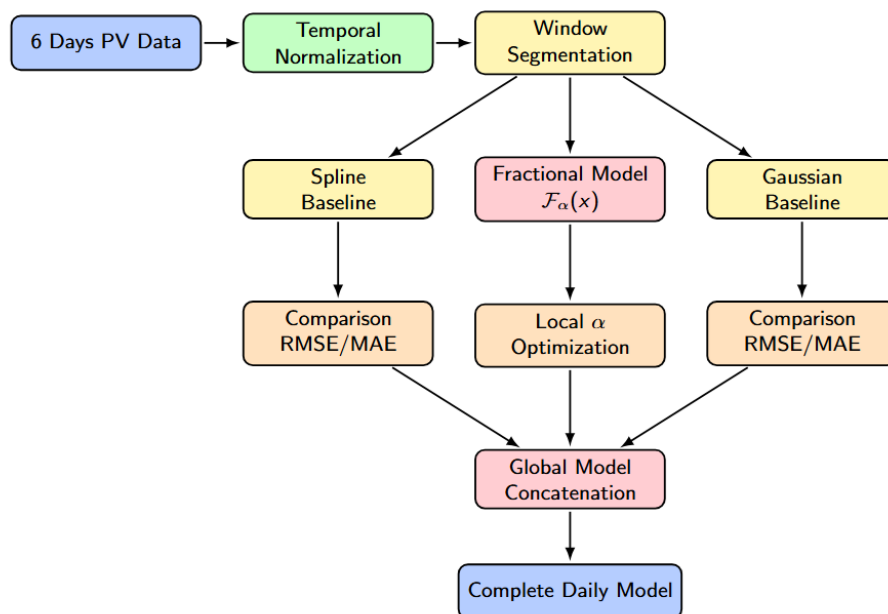 6 Days PV Data
Temporal
Normalization
Window
Segmentation
Spline
Baseline
Fractional Model
ℱα(x)
Gaussian
Baseline
Comparison
RMSE/MAE
Local α
Optimization
Comparison
RMSE/MAE
Global Model
Concatenation
Complete Daily Model